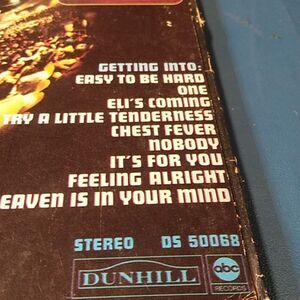 GETTING INTO:
EASY TO BE HARD
ONE
ELI'S COMING
TRY A LITTLE TENDERNESS
CHEST FEVER
NOBODY
IT'S FOR YOU
FEELING ALRIGHT
EAVEN IS IN YOUR MIND
STEREO DS 50068
DUNHILL
abc
RECORDS